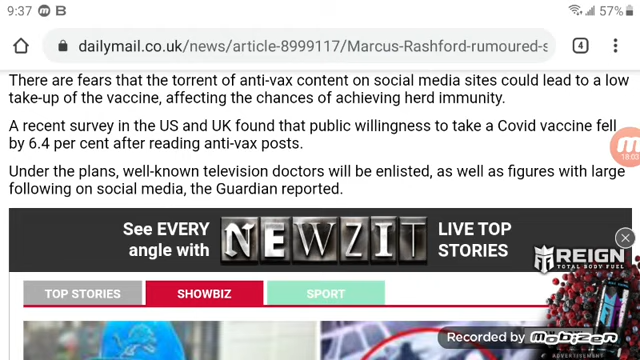 9:37 m B 57%
dailymail.co.uk/news/article-8999117/Marcus-Rashford-rumoured-s 4
There are fears that the torrent of anti-vax content on social media sites could lead to a low
take-up of the vaccine, affecting the chances of achieving herd immunity.
A recent survey in the US and UK found that public willingness to take a Covid vaccine fell
by 6.4 per cent after reading anti-vax posts.
18:03
Under the plans, well-known television doctors will be enlisted, as well as figures with large
following on social media, the Guardian reported.
See EVERY
angle with
NEWZIT
LIVE TOP
STORIES
REIGN
TOTAL BODY FUEL
TOP STORIES SHOWBIZ SPORT
Recorded by Mobizen
ADVERTISEMENT